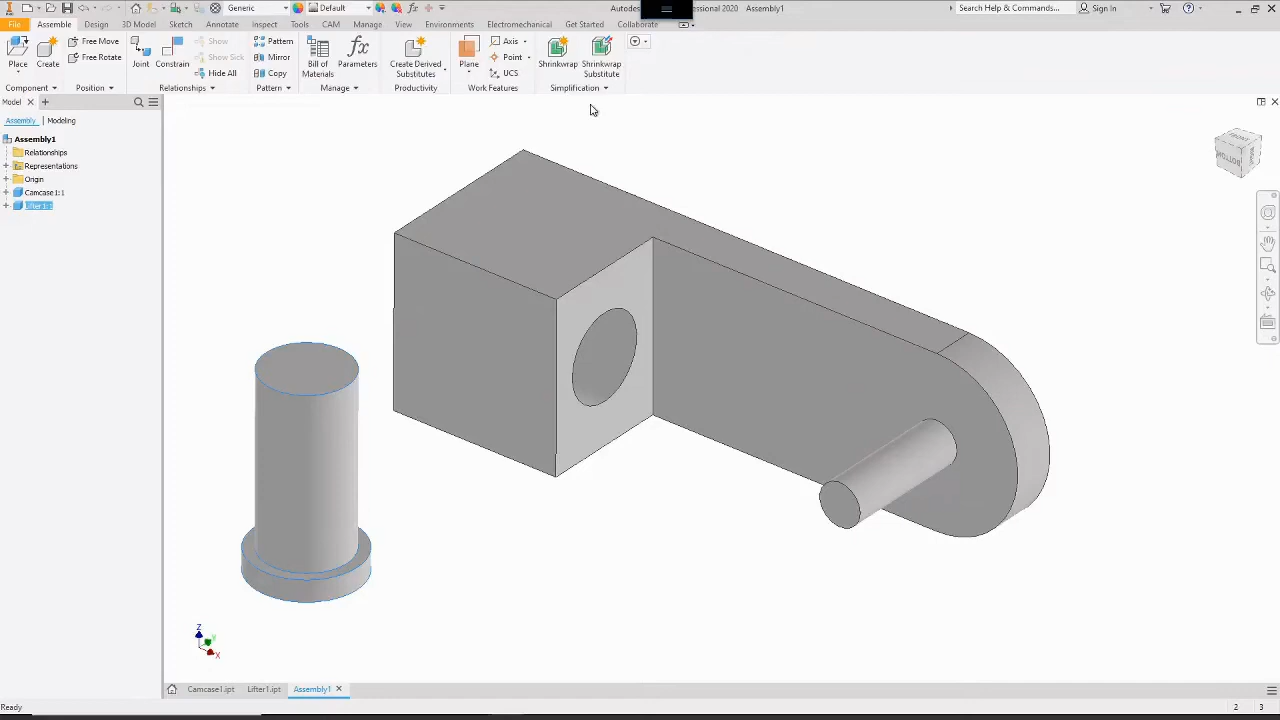 Generic
Default
Autodes
essional 2020 Assembly1
Search Help & Commands...
Sign In
File
Assemble
Design
3D Model
Sketch
Annotate
Inspect
Tools
CAM
Manage
View
Environments
Electromechanical
Get Started
Collaborate
Place
Create
Free Move
Free Rotate
Joint
Constrain
Show
Show Sick
Hide All
Pattern
Mirror
Copy
Bill of
Materials
Parameters
Create Derived
Substitutes
Plane
Axis
Point
UCS
Shrinkwrap
Shrinkwrap
Substitute
Component
Position
Relationships
Pattern
Manage
Productivity
Work Features
Simplification
Model
Assembly | Modeling
Assembly1
Relationships
Representations
Origin
Camcase1:1
Lifter1:1
FRONT
BOTTOM
Z
Y
X
Camcase1.ipt
Lifter1.ipt
Assembly1
Ready
2 3